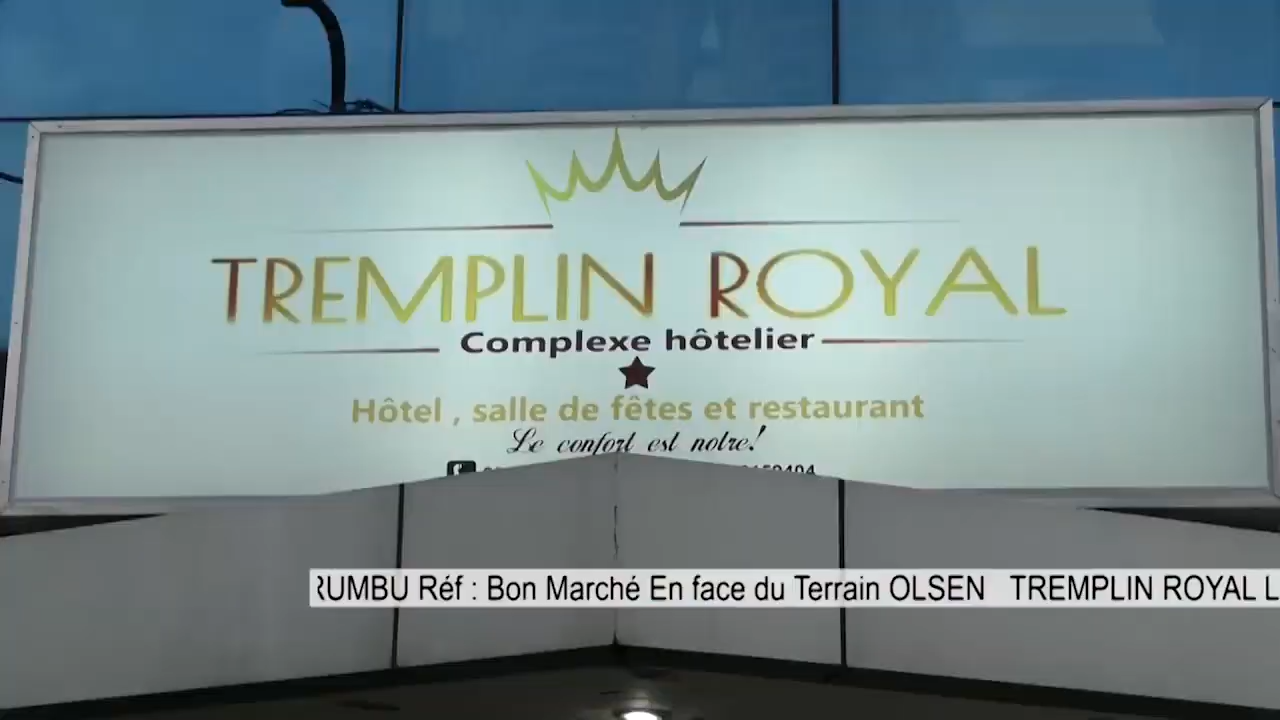 TREMPLIN ROYAL
Complexe hôtelier
Hôtel , salle de fêtes et restaurant
Le confort est notre!
RUMBU Réf : Bon Marché En face du Terrain OLSEN TREMPLIN ROYAL L